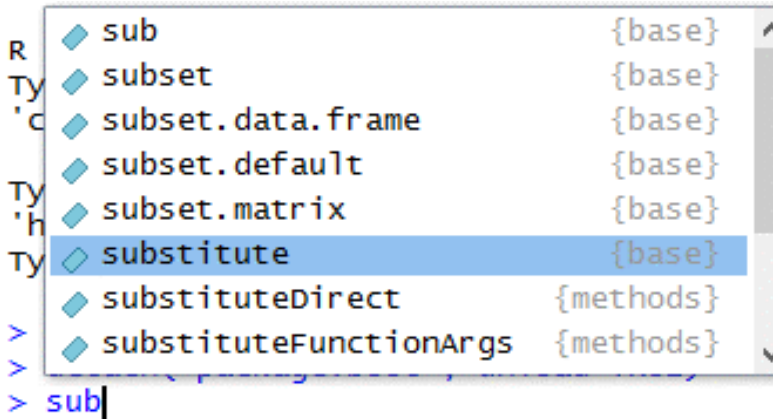 sub {base}
R
subset {base}
Ty
subset.data.frame {base}
'c
subset.default {base}
Ty
subset.matrix {base}
'h
substitute {base}
Ty
substituteDirect {methods}
>
substituteFunctionArgs {methods}
>
> sub